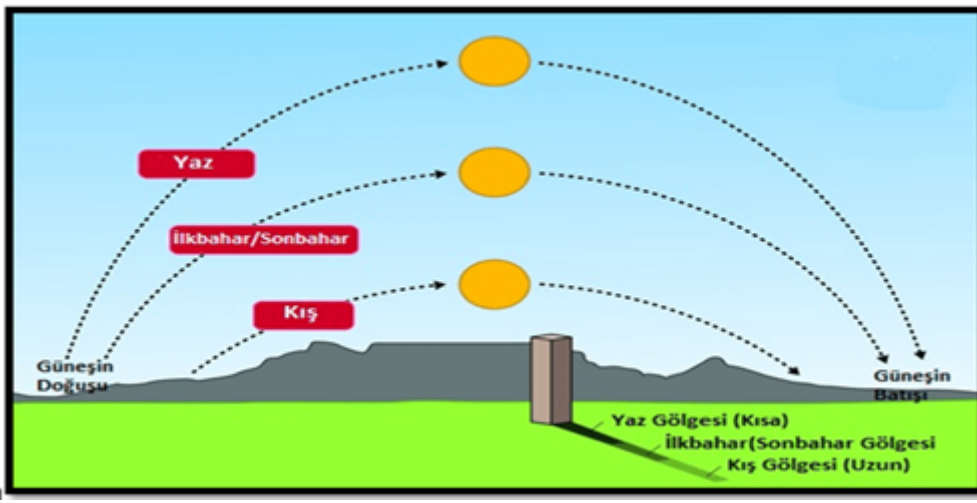 Yaz
İlkbahar/Sonbahar
Kış
Güneşin
Doğuşu
Güneşin
Batışı
Yaz Gölgesi (Kısa)
İlkbahar(Sonbahar Gölgesi
Kış Gölgesi (Uzun)